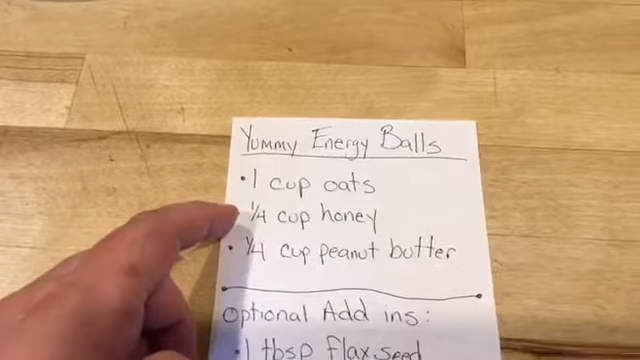 Yummy Energy Balls
• 1 cup oats
1/4 cup honey
• 1/4 cup peanut butter
Optional Add ins:
• 1 tbsp flax seed